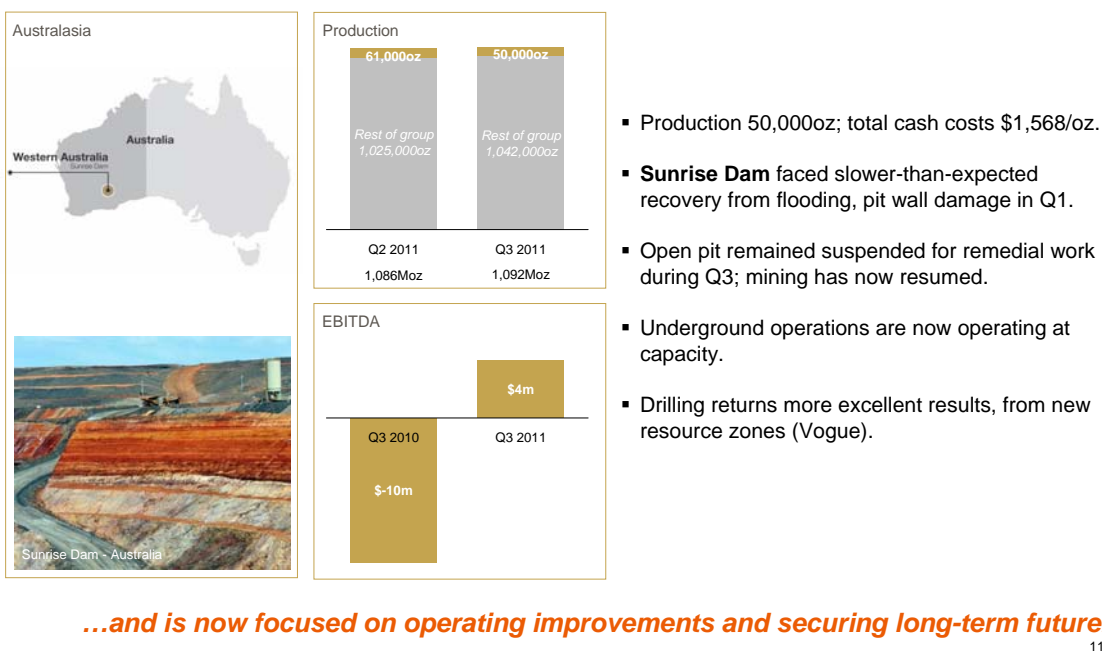 Australasia
Australia
Western Australia
Sunrise Dam
Sunrise Dam - Australia
Production
61,000oz
50,000oz
Rest of group
1,025,000oz
Rest of group
1,042,000oz
Q2 2011
Q3 2011
1,086Moz
1,092Moz
EBITDA
$4m
Q3 2010
Q3 2011
$-10m
▪ Production 50,000oz; total cash costs $1,568/oz.
▪ Sunrise Dam faced slower-than-expected
recovery from flooding, pit wall damage in Q1.
▪ Open pit remained suspended for remedial work
during Q3; mining has now resumed.
▪ Underground operations are now operating at
capacity.
▪ Drilling returns more excellent results, from new
resource zones (Vogue).
…and is now focused on operating improvements and securing long-term future
11